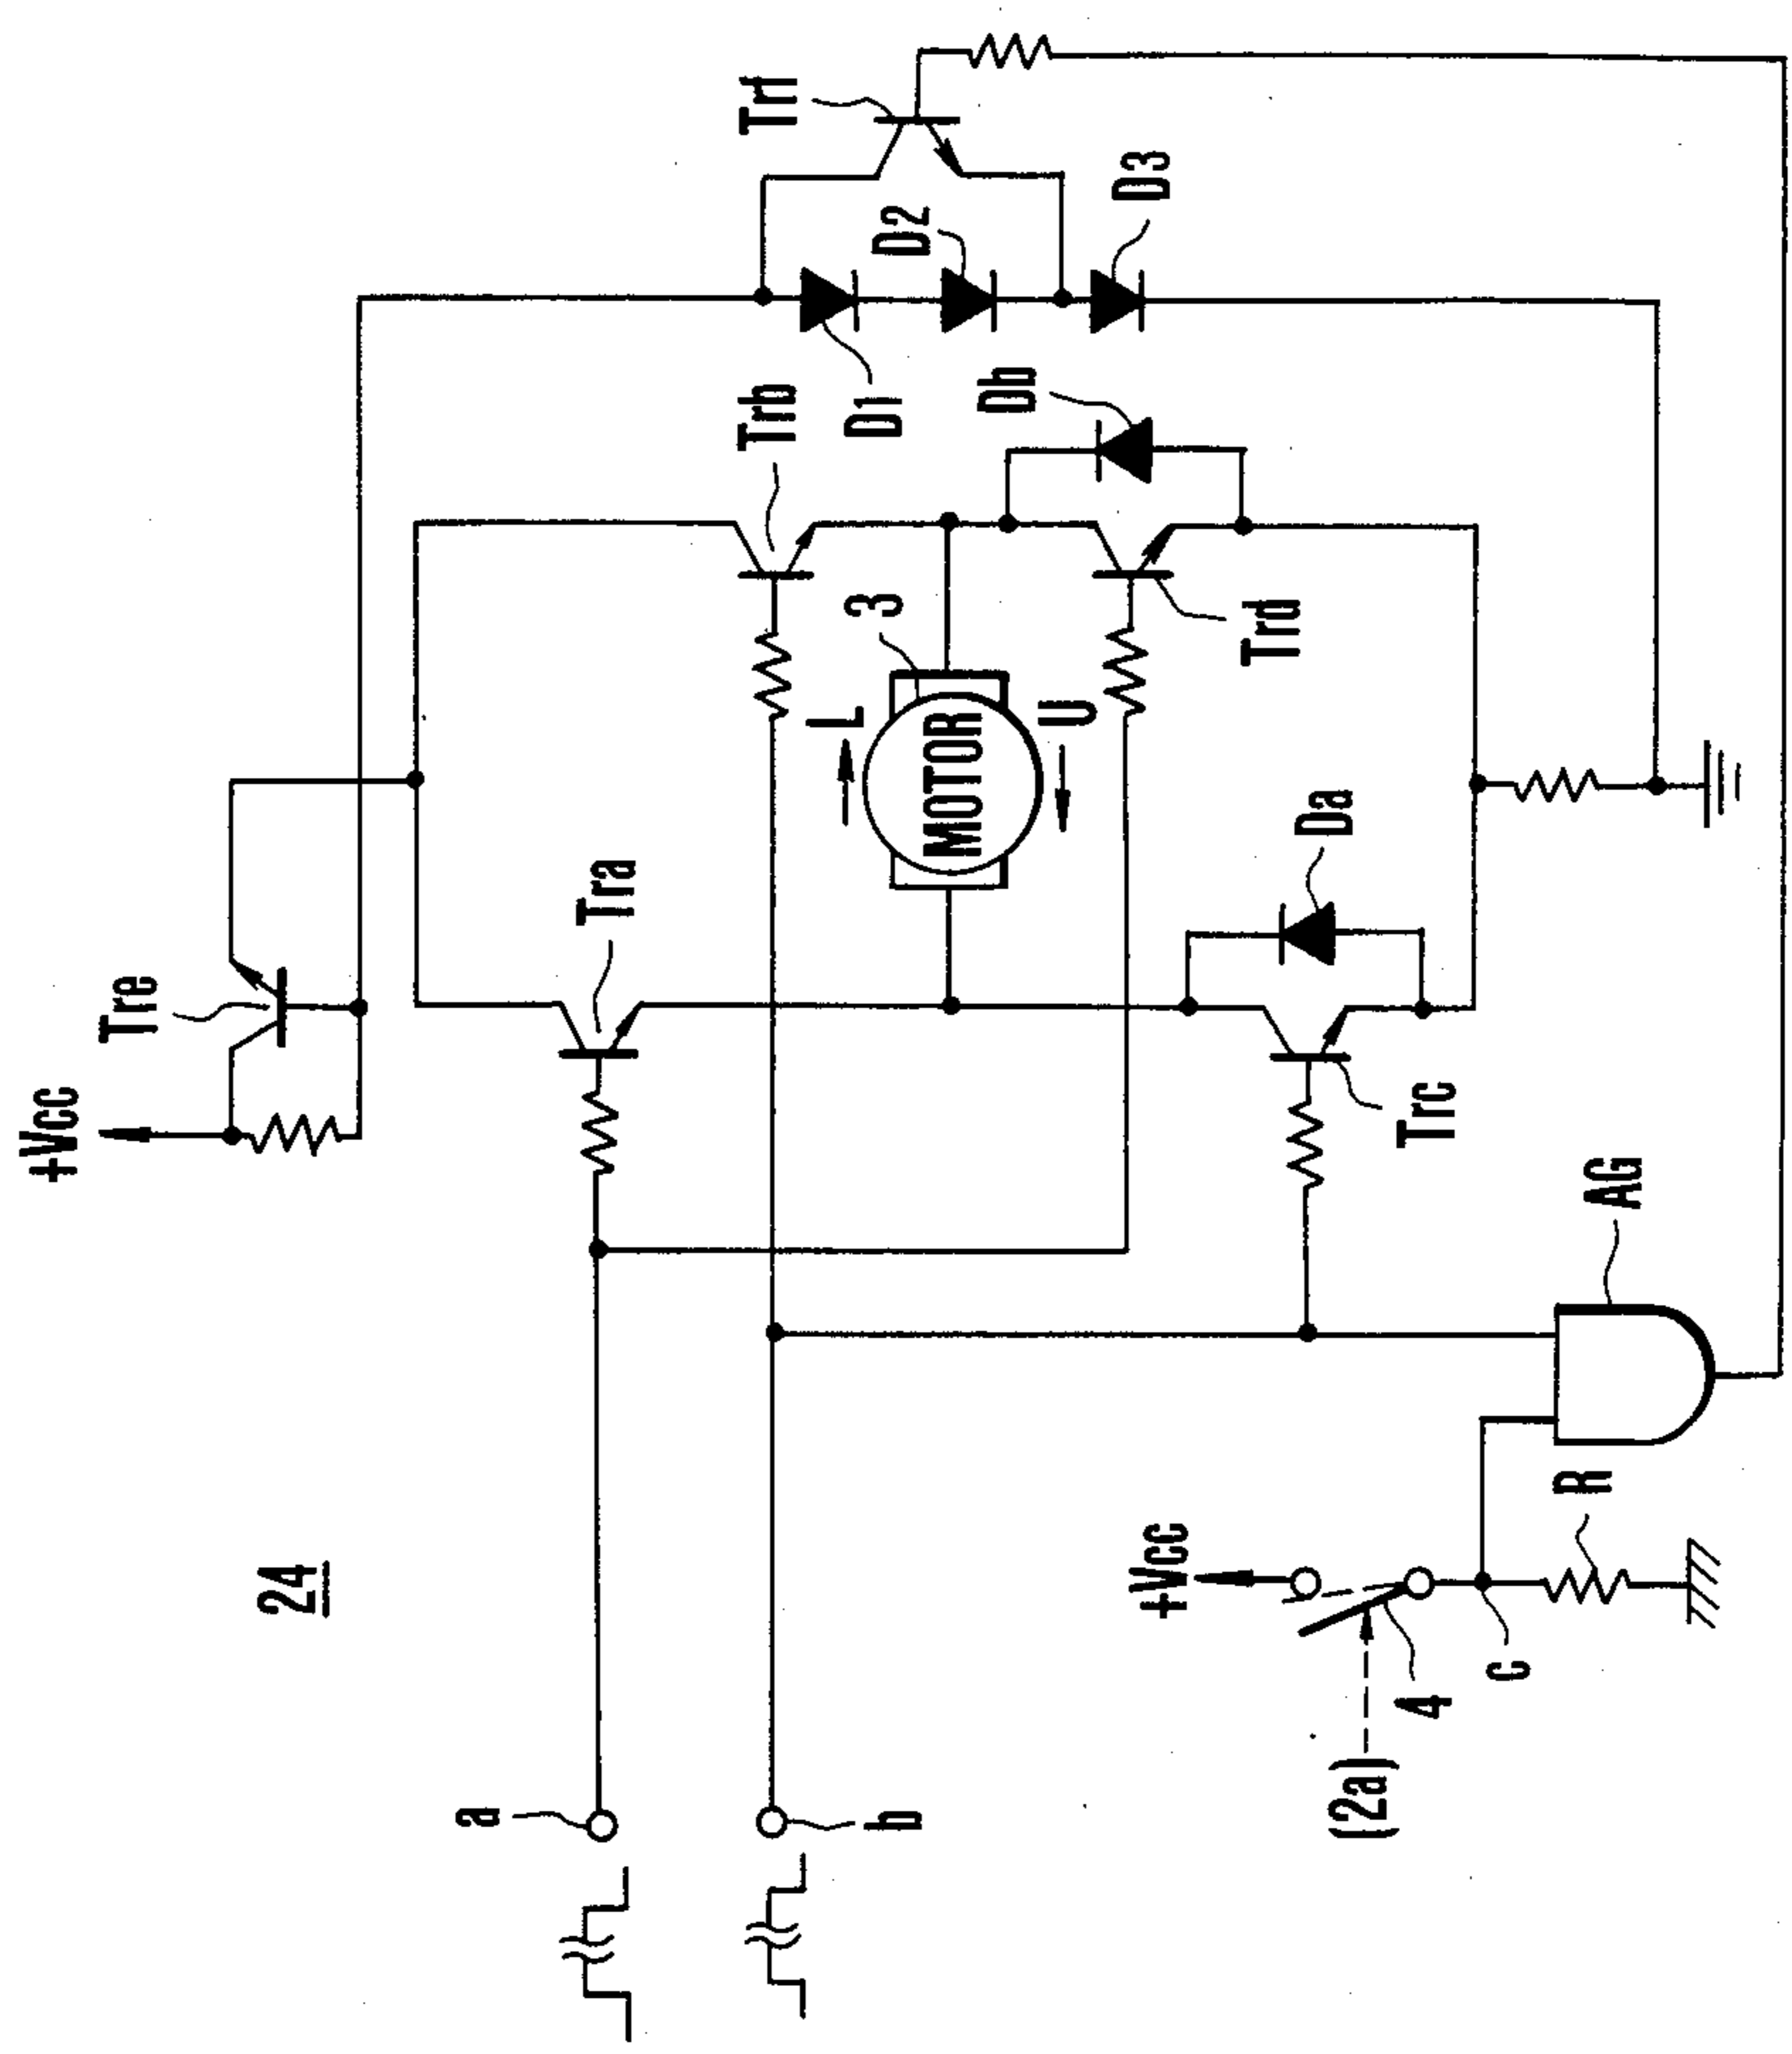 24
+Vcc
Tre
Tra
Trb
Trf
D1
D2
D3
Db
3
L
MOTOR
U
Trd
Da
Trc
a
b
AG
+Vcc
(2a)
4
c
R